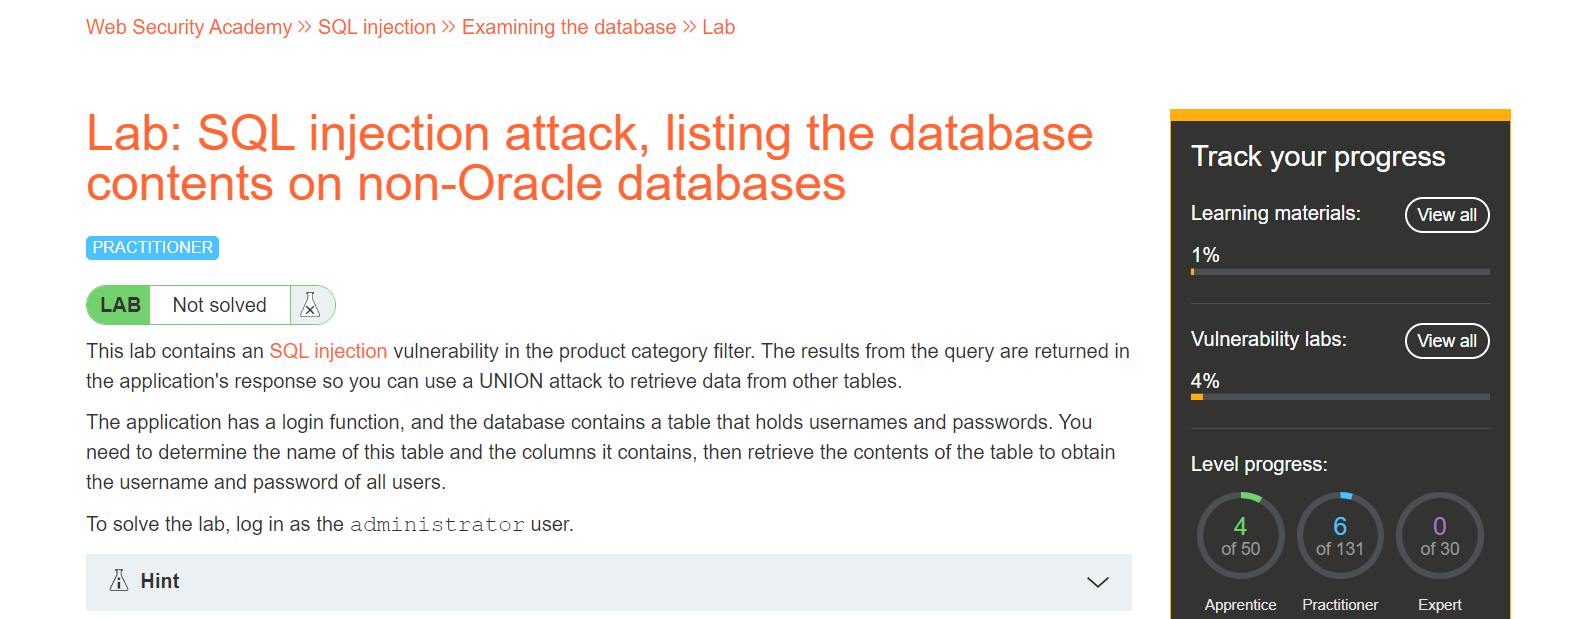 Web Security Academy » SQL injection » Examining the database » Lab
Lab: SQL injection attack, listing the database
contents on non-Oracle databases
PRACTITIONER
LAB Not solved
This lab contains an SQL injection vulnerability in the product category filter. The results from the query are returned in
the application's response so you can use a UNION attack to retrieve data from other tables.
The application has a login function, and the database contains a table that holds usernames and passwords. You
need to determine the name of this table and the columns it contains, then retrieve the contents of the table to obtain
the username and password of all users.
To solve the lab, log in as the administrator user.
Hint
Track your progress
Learning materials: View all
1%
Vulnerability labs: View all
4%
Level progress:
4 6 0
of 50 of 131 of 30
Apprentice Practitioner Expert